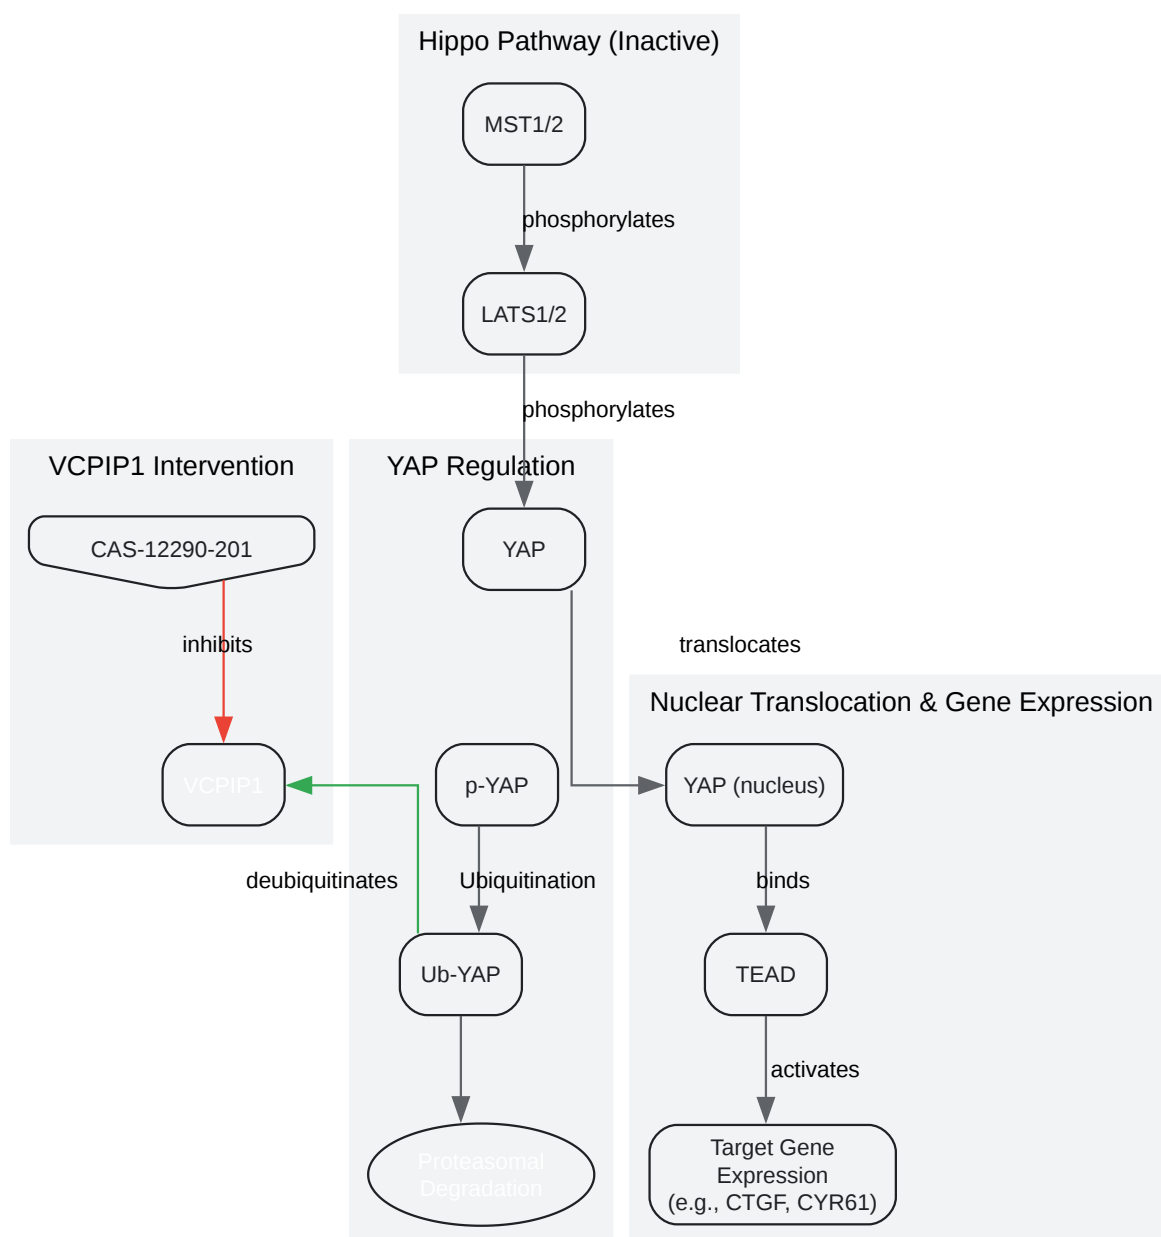 Hippo Pathway (Inactive)
MST1/2
phosphorylates
LATS1/2
phosphorylates
VCPIP1 Intervention
YAP Regulation
CAS-12290-201
YAP
inhibits
translocates
Nuclear Translocation & Gene Expression
VCPIP1
p-YAP
YAP (nucleus)
deubiquitinates
Ubiquitination
binds
Ub-YAP
TEAD
activates
Proteasomal
Degradation
Target Gene
Expression
(e.g., CTGF, CYR61)